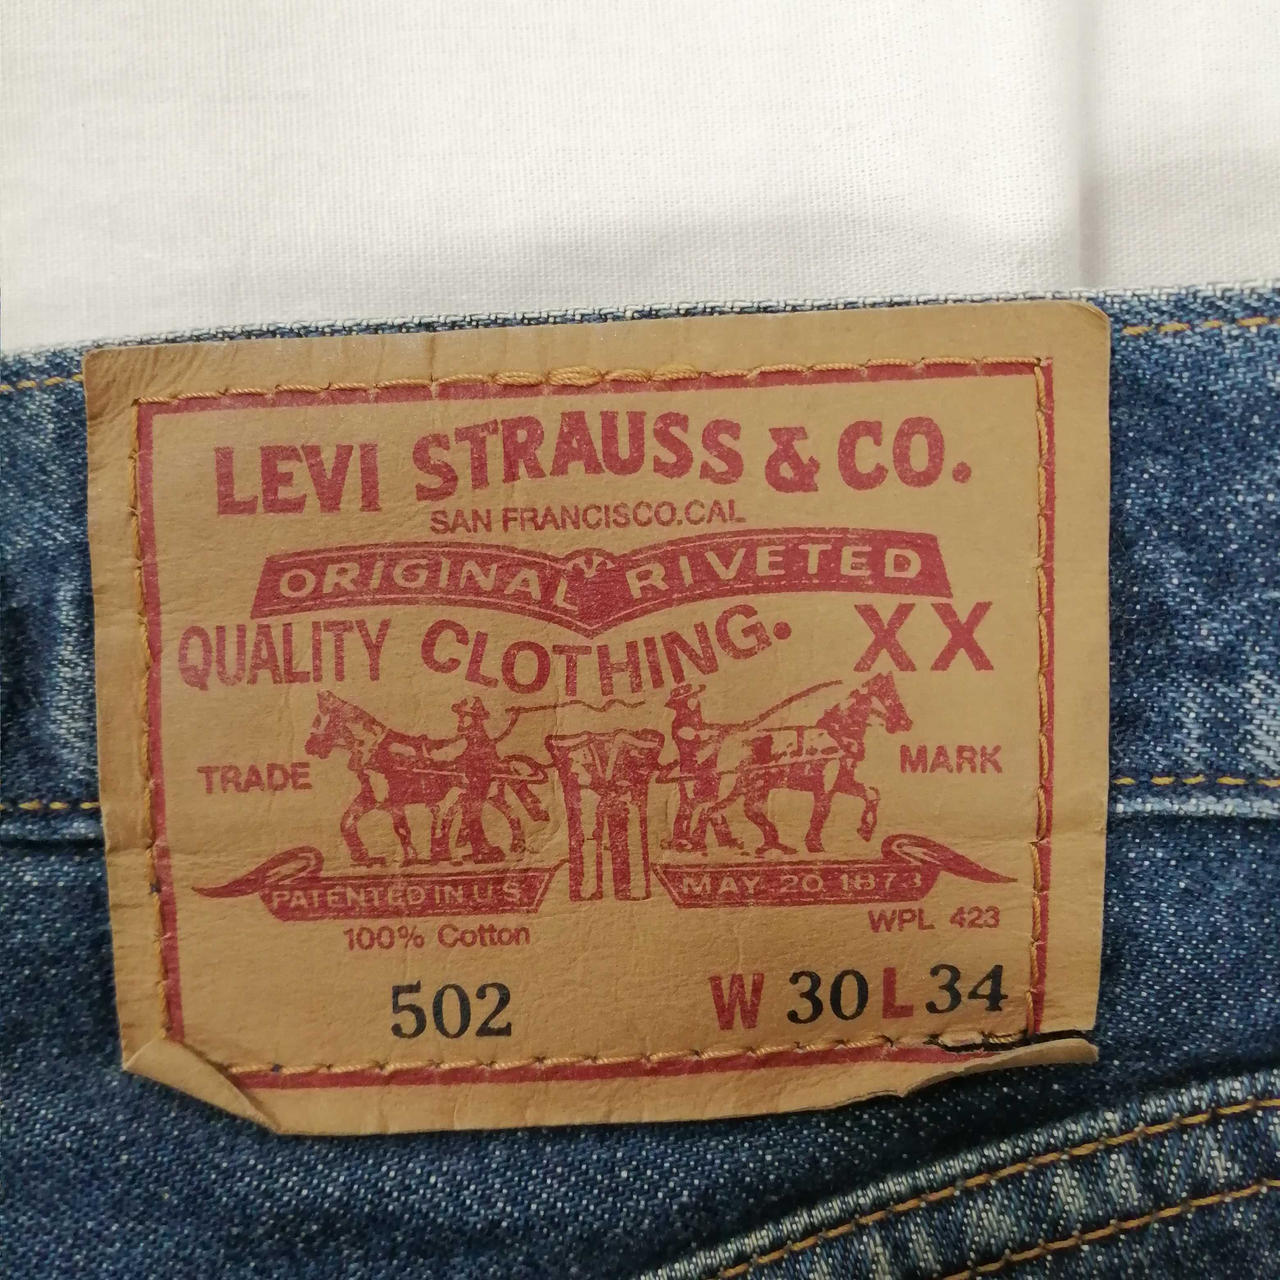 LEVI STRAUSS & CO.
SAN FRANCISCO.CAL
ORIGINAL RIVETED
QUALITY CLOTHING. XX
TRADE MARK
PATENTED IN U.S. MAY 20 1873
100% Cotton WPL 423
502 W 30 L 34